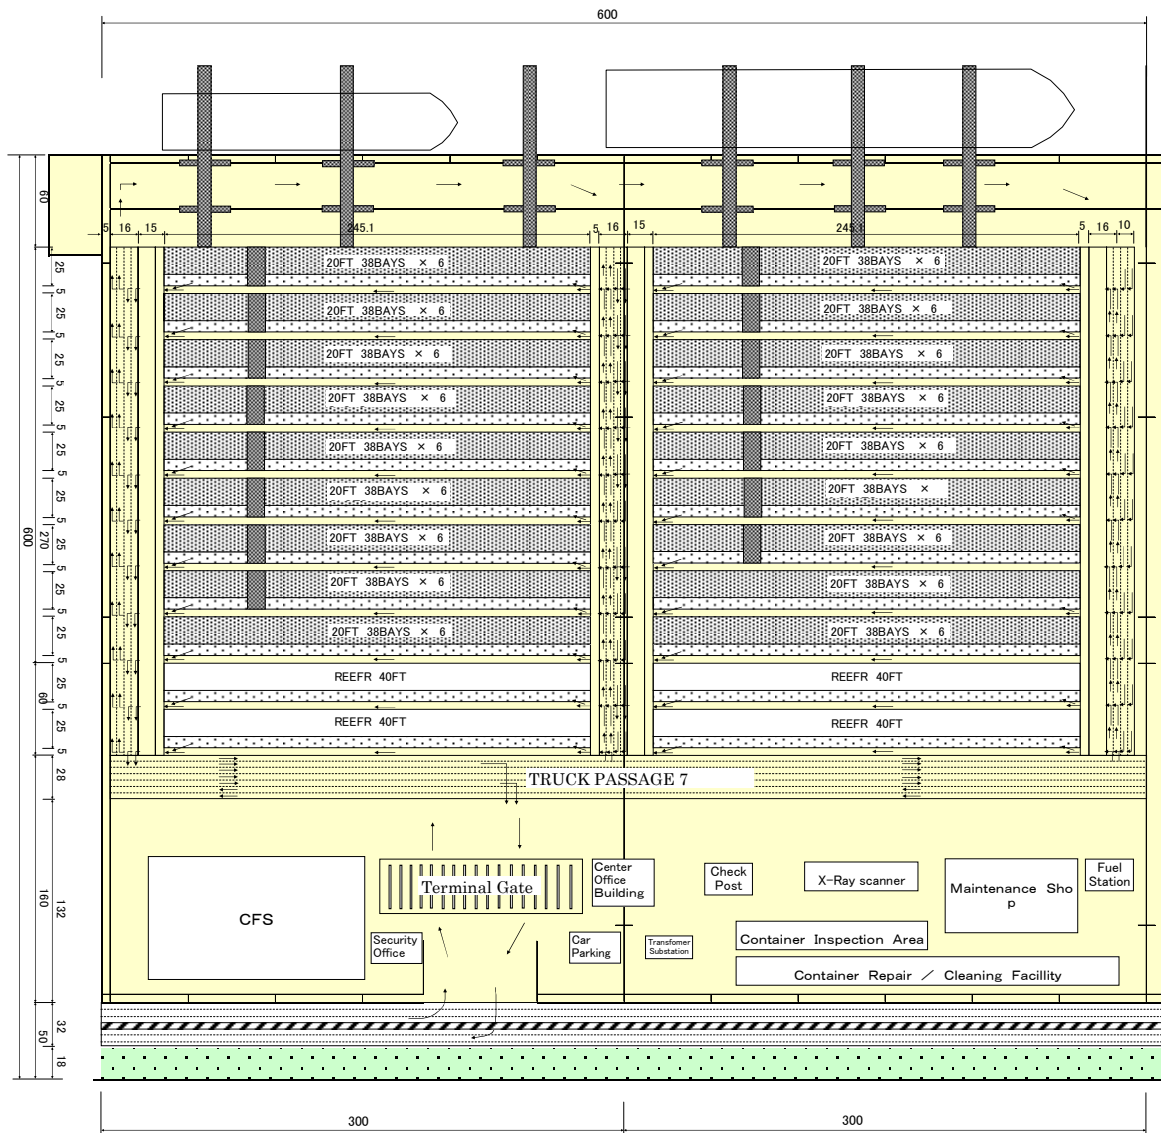 600
60
5 16 15 245.1 5 16 15 245.1 5 16 10
25 20FT 38BAYS × 6 20FT 38BAYS × 6
5
25 20FT 38BAYS × 6 20FT 38BAYS × 6
5
25 20FT 38BAYS × 6 20FT 38BAYS × 6
5
25 20FT 38BAYS × 6 20FT 38BAYS × 6
5
25 20FT 38BAYS × 6 20FT 38BAYS × 6
5
25 20FT 38BAYS × 6 20FT 38BAYS ×
5
600 270 25 20FT 38BAYS × 6 20FT 38BAYS × 6
5
25 20FT 38BAYS × 6 20FT 38BAYS × 6
5
25 20FT 38BAYS × 6 20FT 38BAYS × 6
5
25 REEFR 40FT REEFR 40FT
60 5
25 REEFR 40FT REEFR 40FT
5
28 TRUCK PASSAGE 7
160 132
CFS
Terminal Gate
Center
Office
Building
Check
Post
X-Ray scanner
Maintenance Sho
p
Fuel
Station
Security
Office
Car
Parking
Transfomer
Substation
Container Inspection Area
Container Repair / Cleaning Facillity
50 32
18
300 300